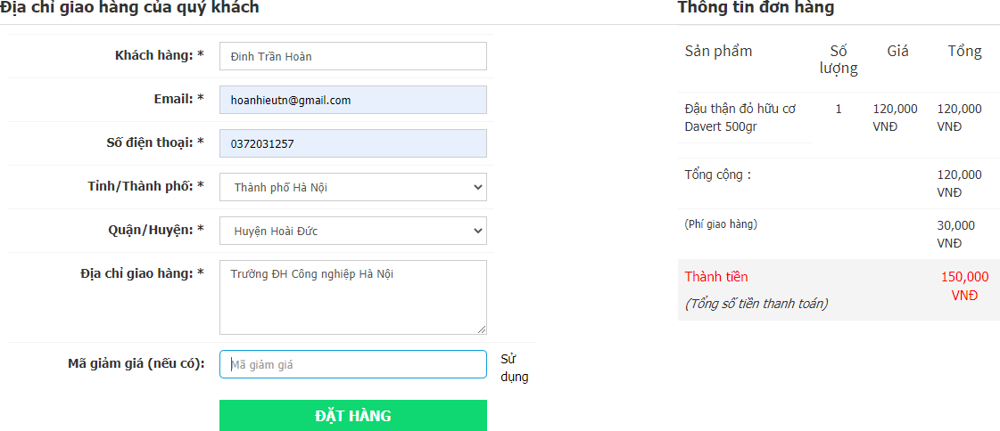 Địa chỉ giao hàng của quý khách
Khách hàng: *
Đinh Trần Hoàn
Email: *
hoanhieutn@gmail.com
Số điện thoại: *
0372031257
Tỉnh/Thành phố: *
Thành phố Hà Nội
Quận/Huyện: *
Huyện Hoài Đức
Địa chỉ giao hàng: *
Trường ĐH Công nghiệp Hà Nội
Mã giảm giá (nếu có):
Mã giảm giá
Sử
dụng
ĐẶT HÀNG
Thông tin đơn hàng
Sản phẩm
Số
lượng
Giá
Tổng
Đậu thận đỏ hữu cơ
Davert 500gr
1
120,000
VNĐ
120,000
VNĐ
Tổng cộng :
120,000
VNĐ
(Phí giao hàng)
30,000
VNĐ
Thành tiền
(Tổng số tiền thanh toán)
150,000
VNĐ